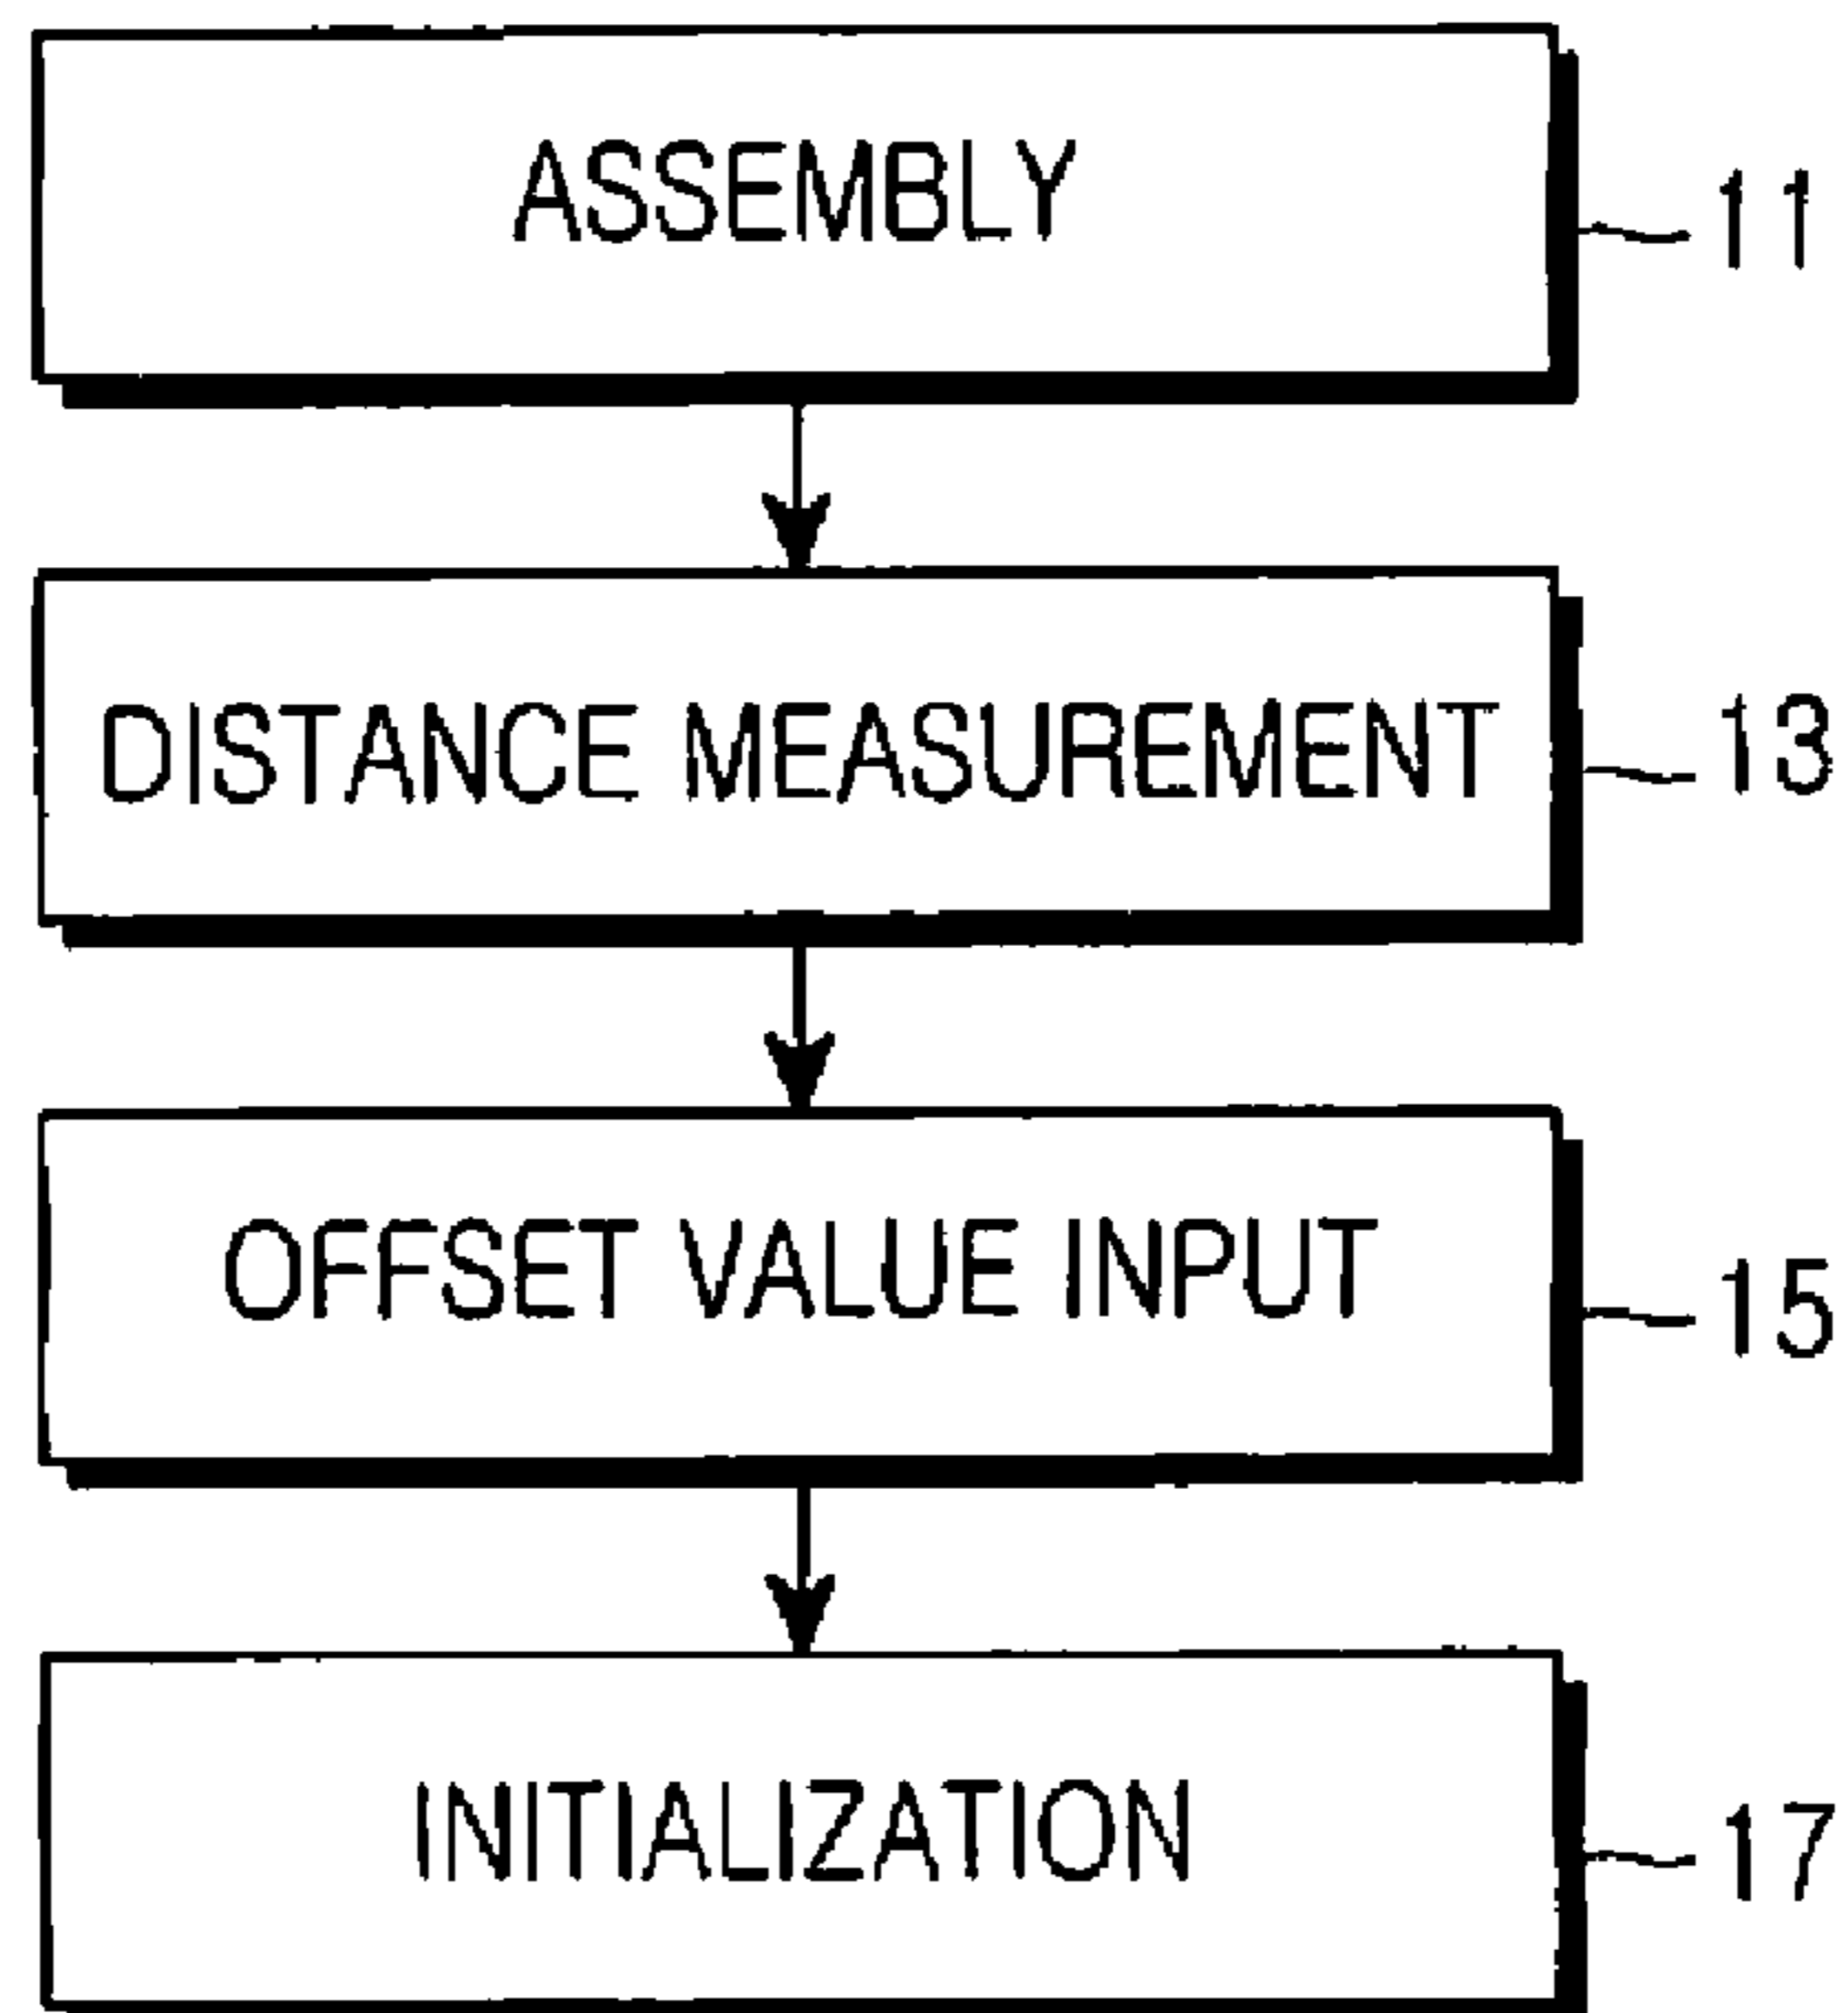 ASSEMBLY
11
DISTANCE MEASUREMENT
13
OFFSET VALUE INPUT
15
INITIALIZATION
17